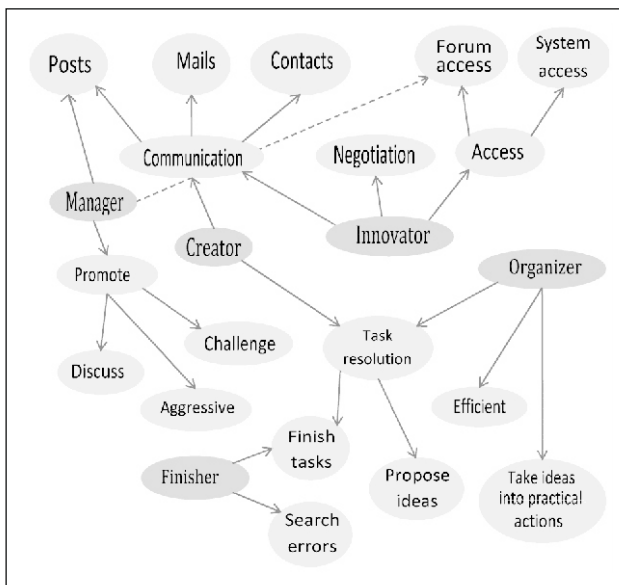 Posts
Mails
Contacts
Forum
access
System
access
Communication
Negotiation
Access
Manager
Creator
Innovator
Organizer
Promote
Challenge
Task
resolution
Discuss
Aggressive
Efficient
Finisher
Finish
tasks
Propose
ideas
Take ideas
into practical
actions
Search
errors